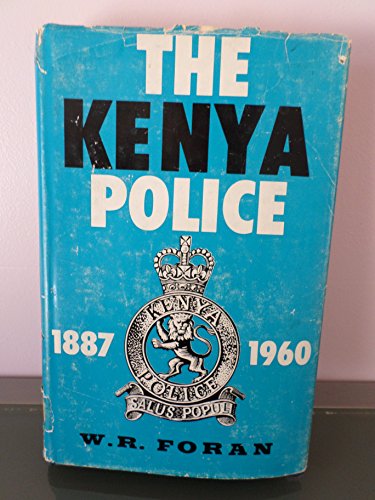 THE
KENYA
POLICE
KENYA
1887 1960
POLICE
SALUS POPULI
W.R. FORAN